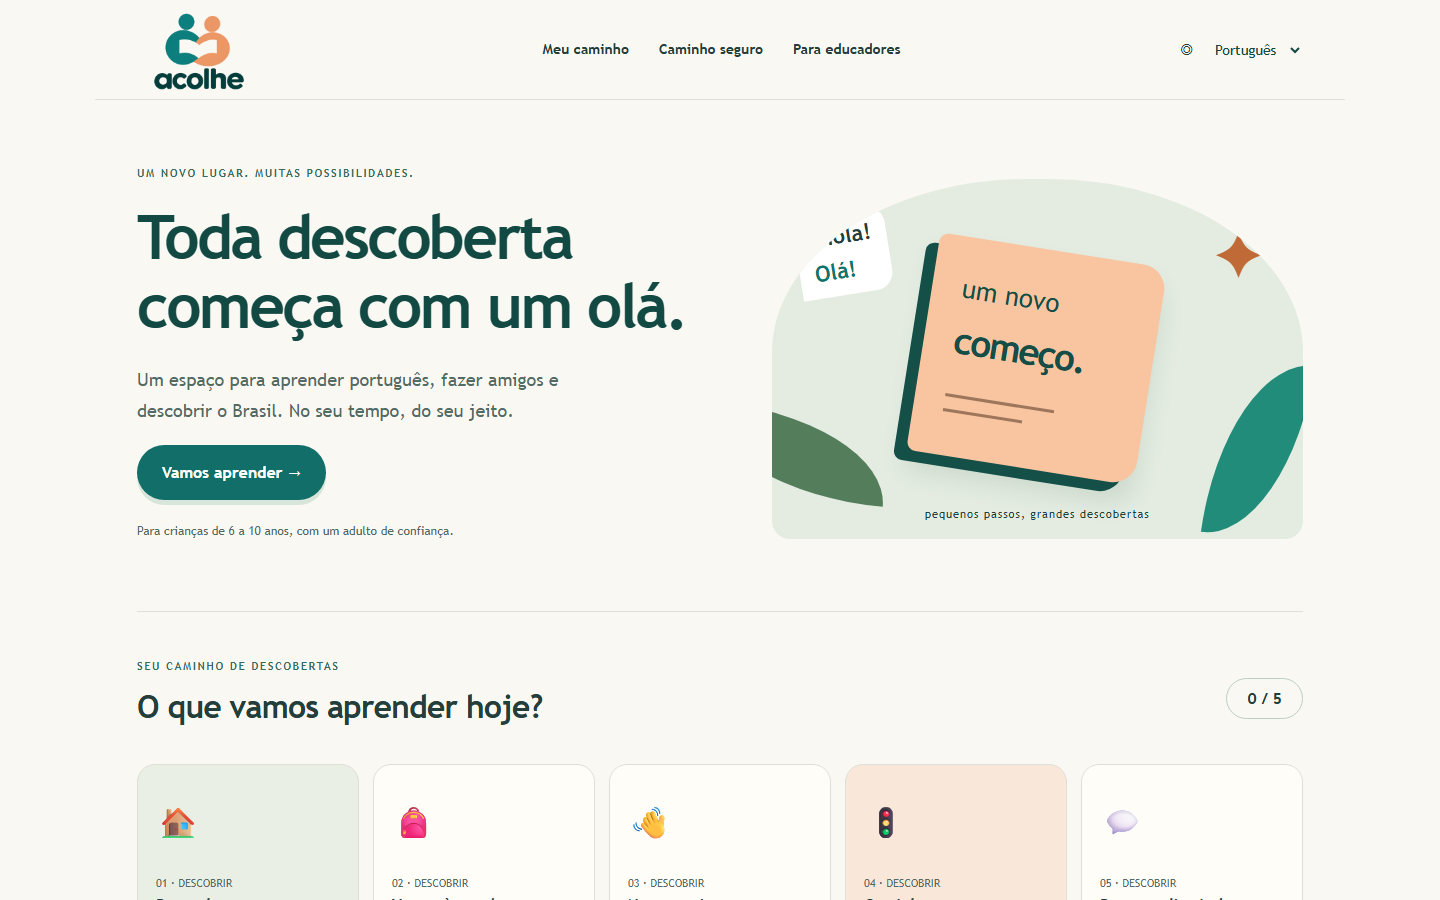 acolhe
Meu caminho
Caminho seguro
Para educadores
Português
UM NOVO LUGAR. MUITAS POSSIBILIDADES.
Toda descoberta
começa com um olá.
Um espaço para aprender português, fazer amigos e
descobrir o Brasil. No seu tempo, do seu jeito.
Vamos aprender →
Para crianças de 6 a 10 anos, com um adulto de confiança.
Olá!
um novo
começo.
pequenos passos, grandes descobertas
SEU CAMINHO DE DESCOBERTAS
O que vamos aprender hoje?
0 / 5
01 · DESCOBRIR
02 · DESCOBRIR
03 · DESCOBRIR
04 · DESCOBRIR
05 · DESCOBRIR